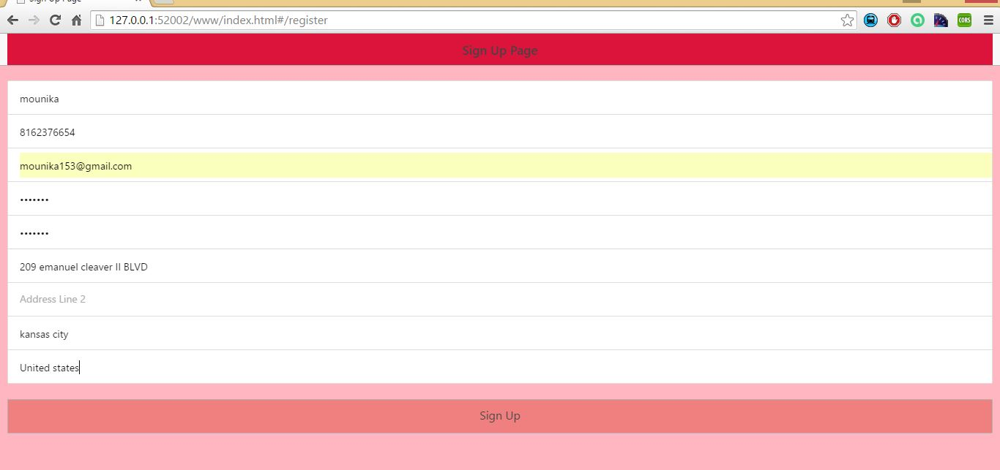 Sign Up Page
127.0.0.1:52002/www/index.html#/register
CORS
Sign Up Page
mounika
8162376654
mounika153@gmail.com
•••••••
•••••••
209 emanuel cleaver II BLVD
Address Line 2
kansas city
United states
Sign Up